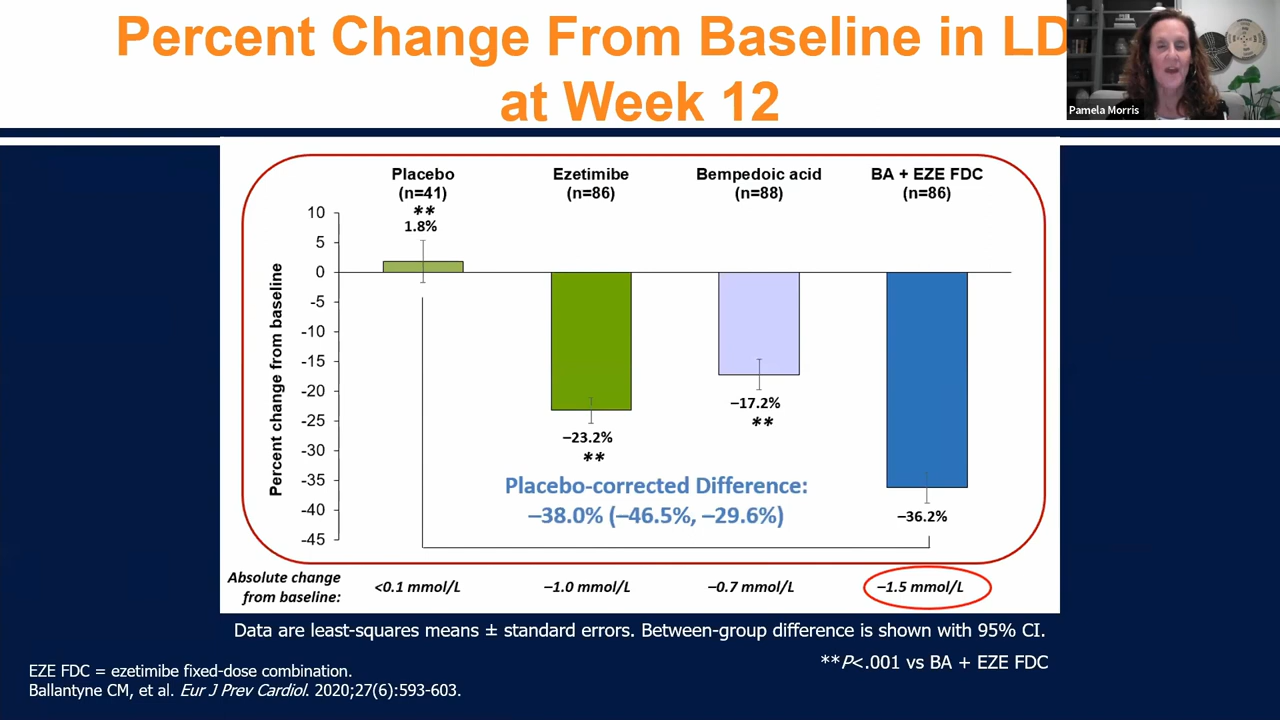 Percent Change From Baseline in LD
at Week 12
Pamela Morris
Placebo
(n=41)
Ezetimibe
(n=86)
Bempedoic acid
(n=88)
BA + EZE FDC
(n=86)
**
1.8%
10
5
0
-5
-10
-15
-20
-25
-30
-35
-40
-45
Percent change from baseline
–23.2%
**
–17.2%
**
–36.2%
Placebo-corrected Difference:
–38.0% (–46.5%, –29.6%)
Absolute change
from baseline:
<0.1 mmol/L
–1.0 mmol/L
–0.7 mmol/L
–1.5 mmol/L
Data are least-squares means ± standard errors. Between-group difference is shown with 95% CI.
**P<.001 vs BA + EZE FDC
EZE FDC = ezetimibe fixed-dose combination.
Ballantyne CM, et al. Eur J Prev Cardiol. 2020;27(6):593-603.